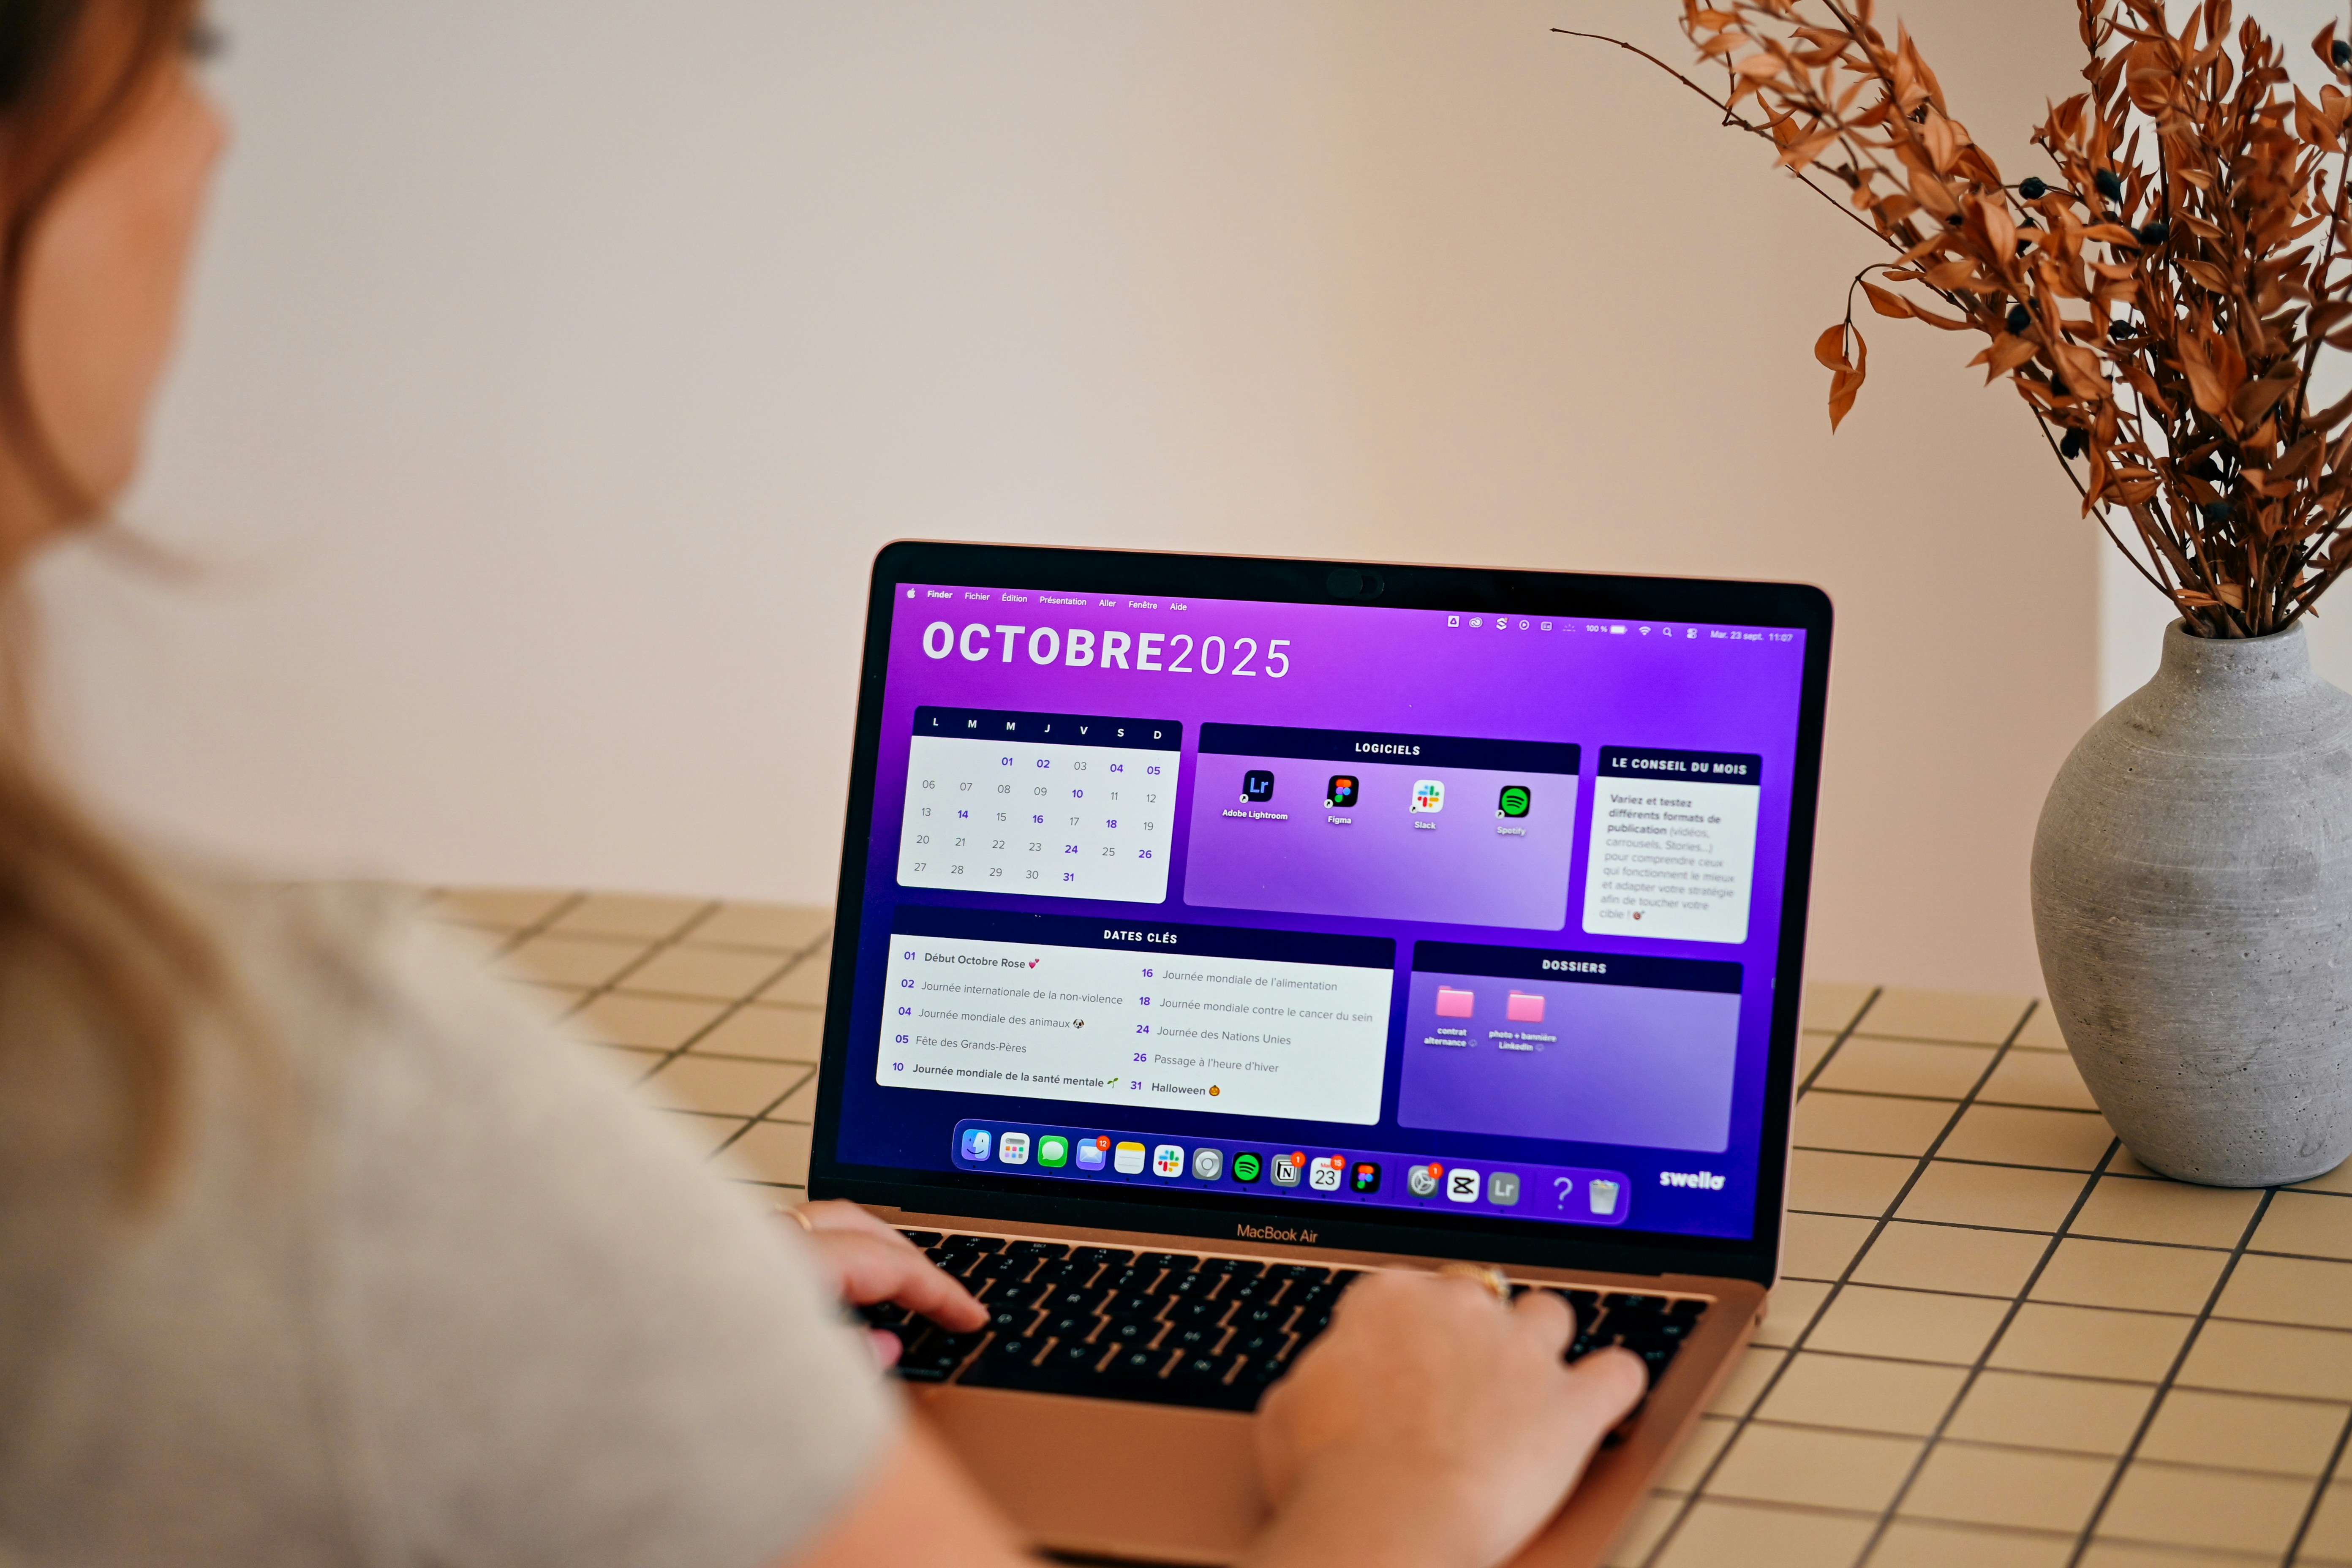 Finder Fichier Édition Présentation Aller Fenêtre Aide
100 % Mar. 23 sept. 11:07
OCTOBRE2025
L M M J V S D
01 02 03 04 05
06 07 08 09 10 11 12
13 14 15 16 17 18 19
20 21 22 23 24 25 26
27 28 29 30 31
LOGICIELS
Lr
Adobe Lightroom Figma Slack Spotify
LE CONSEIL DU MOIS
Variez et testez
différents formats de
publication (vidéos,
carrousels, Stories...)
pour comprendre ceux
qui fonctionnent le mieux
et adapter votre stratégie
afin de toucher votre
cible !
DATES CLÉS
01 Début Octobre Rose 💕
02 Journée internationale de la non-violence
04 Journée mondiale des animaux 🐶
05 Fête des Grands-Pères
10 Journée mondiale de la santé mentale 🌱
16 Journée mondiale de l'alimentation
18 Journée mondiale contre le cancer du sein
24 Journée des Nations Unies
26 Passage à l'heure d'hiver
31 Halloween 🎃
DOSSIERS
contrat
alternance
photo + bannière
LinkedIn
12 1 15 1
23
Lr
?
swello
MacBook Air